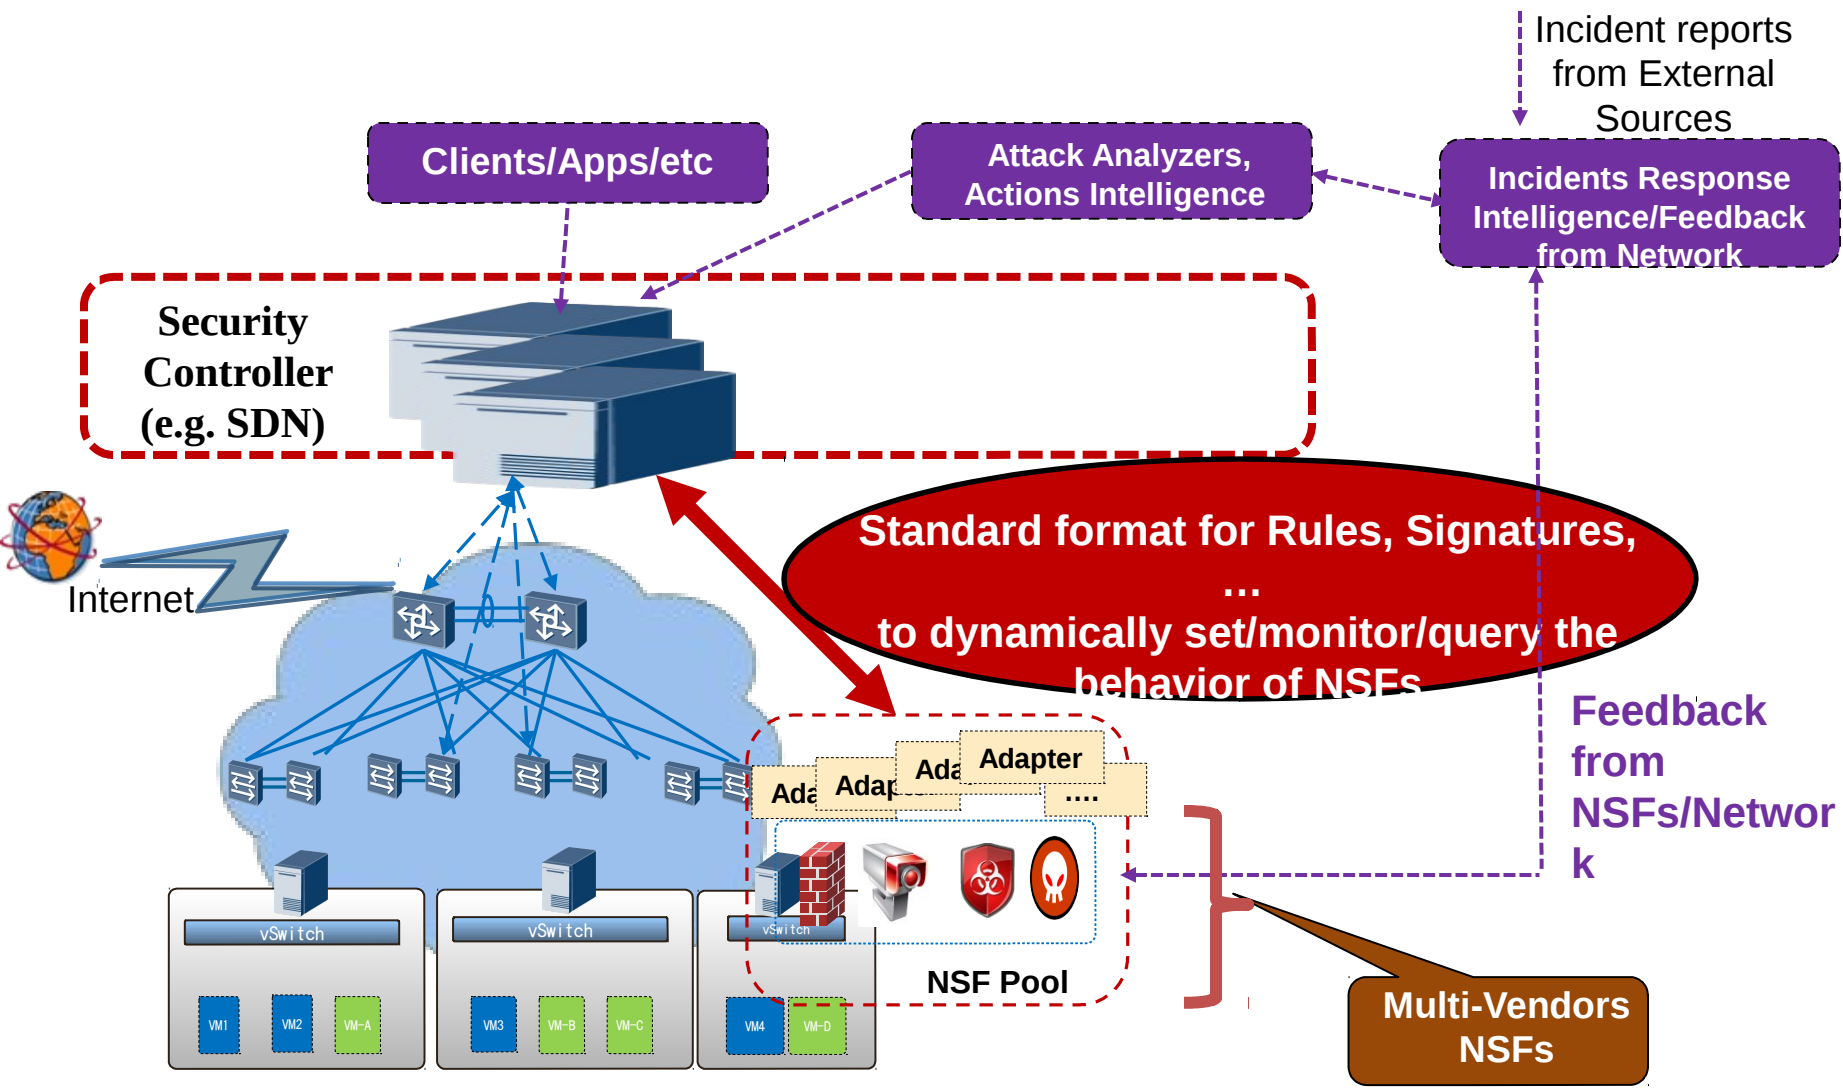 Incident reports
from External
Sources
Clients/Apps/etc
Attack Analyzers,
Actions Intelligence
Incidents Response
Intelligence/Feedback
from Network
Security
Controller
(e.g. SDN)
Standard format for Rules, Signatures,
...
to dynamically set/monitor/query the
behavior of NSFs
Internet
Feedback
from
NSFs/Networ
k
Adapter
....
vSwitch
vSwitch
vSwitch
NSF Pool
VM1
VM2
VM-A
VM3
VM-B
VM-C
VM4
VM-D
Multi-Vendors
NSFs